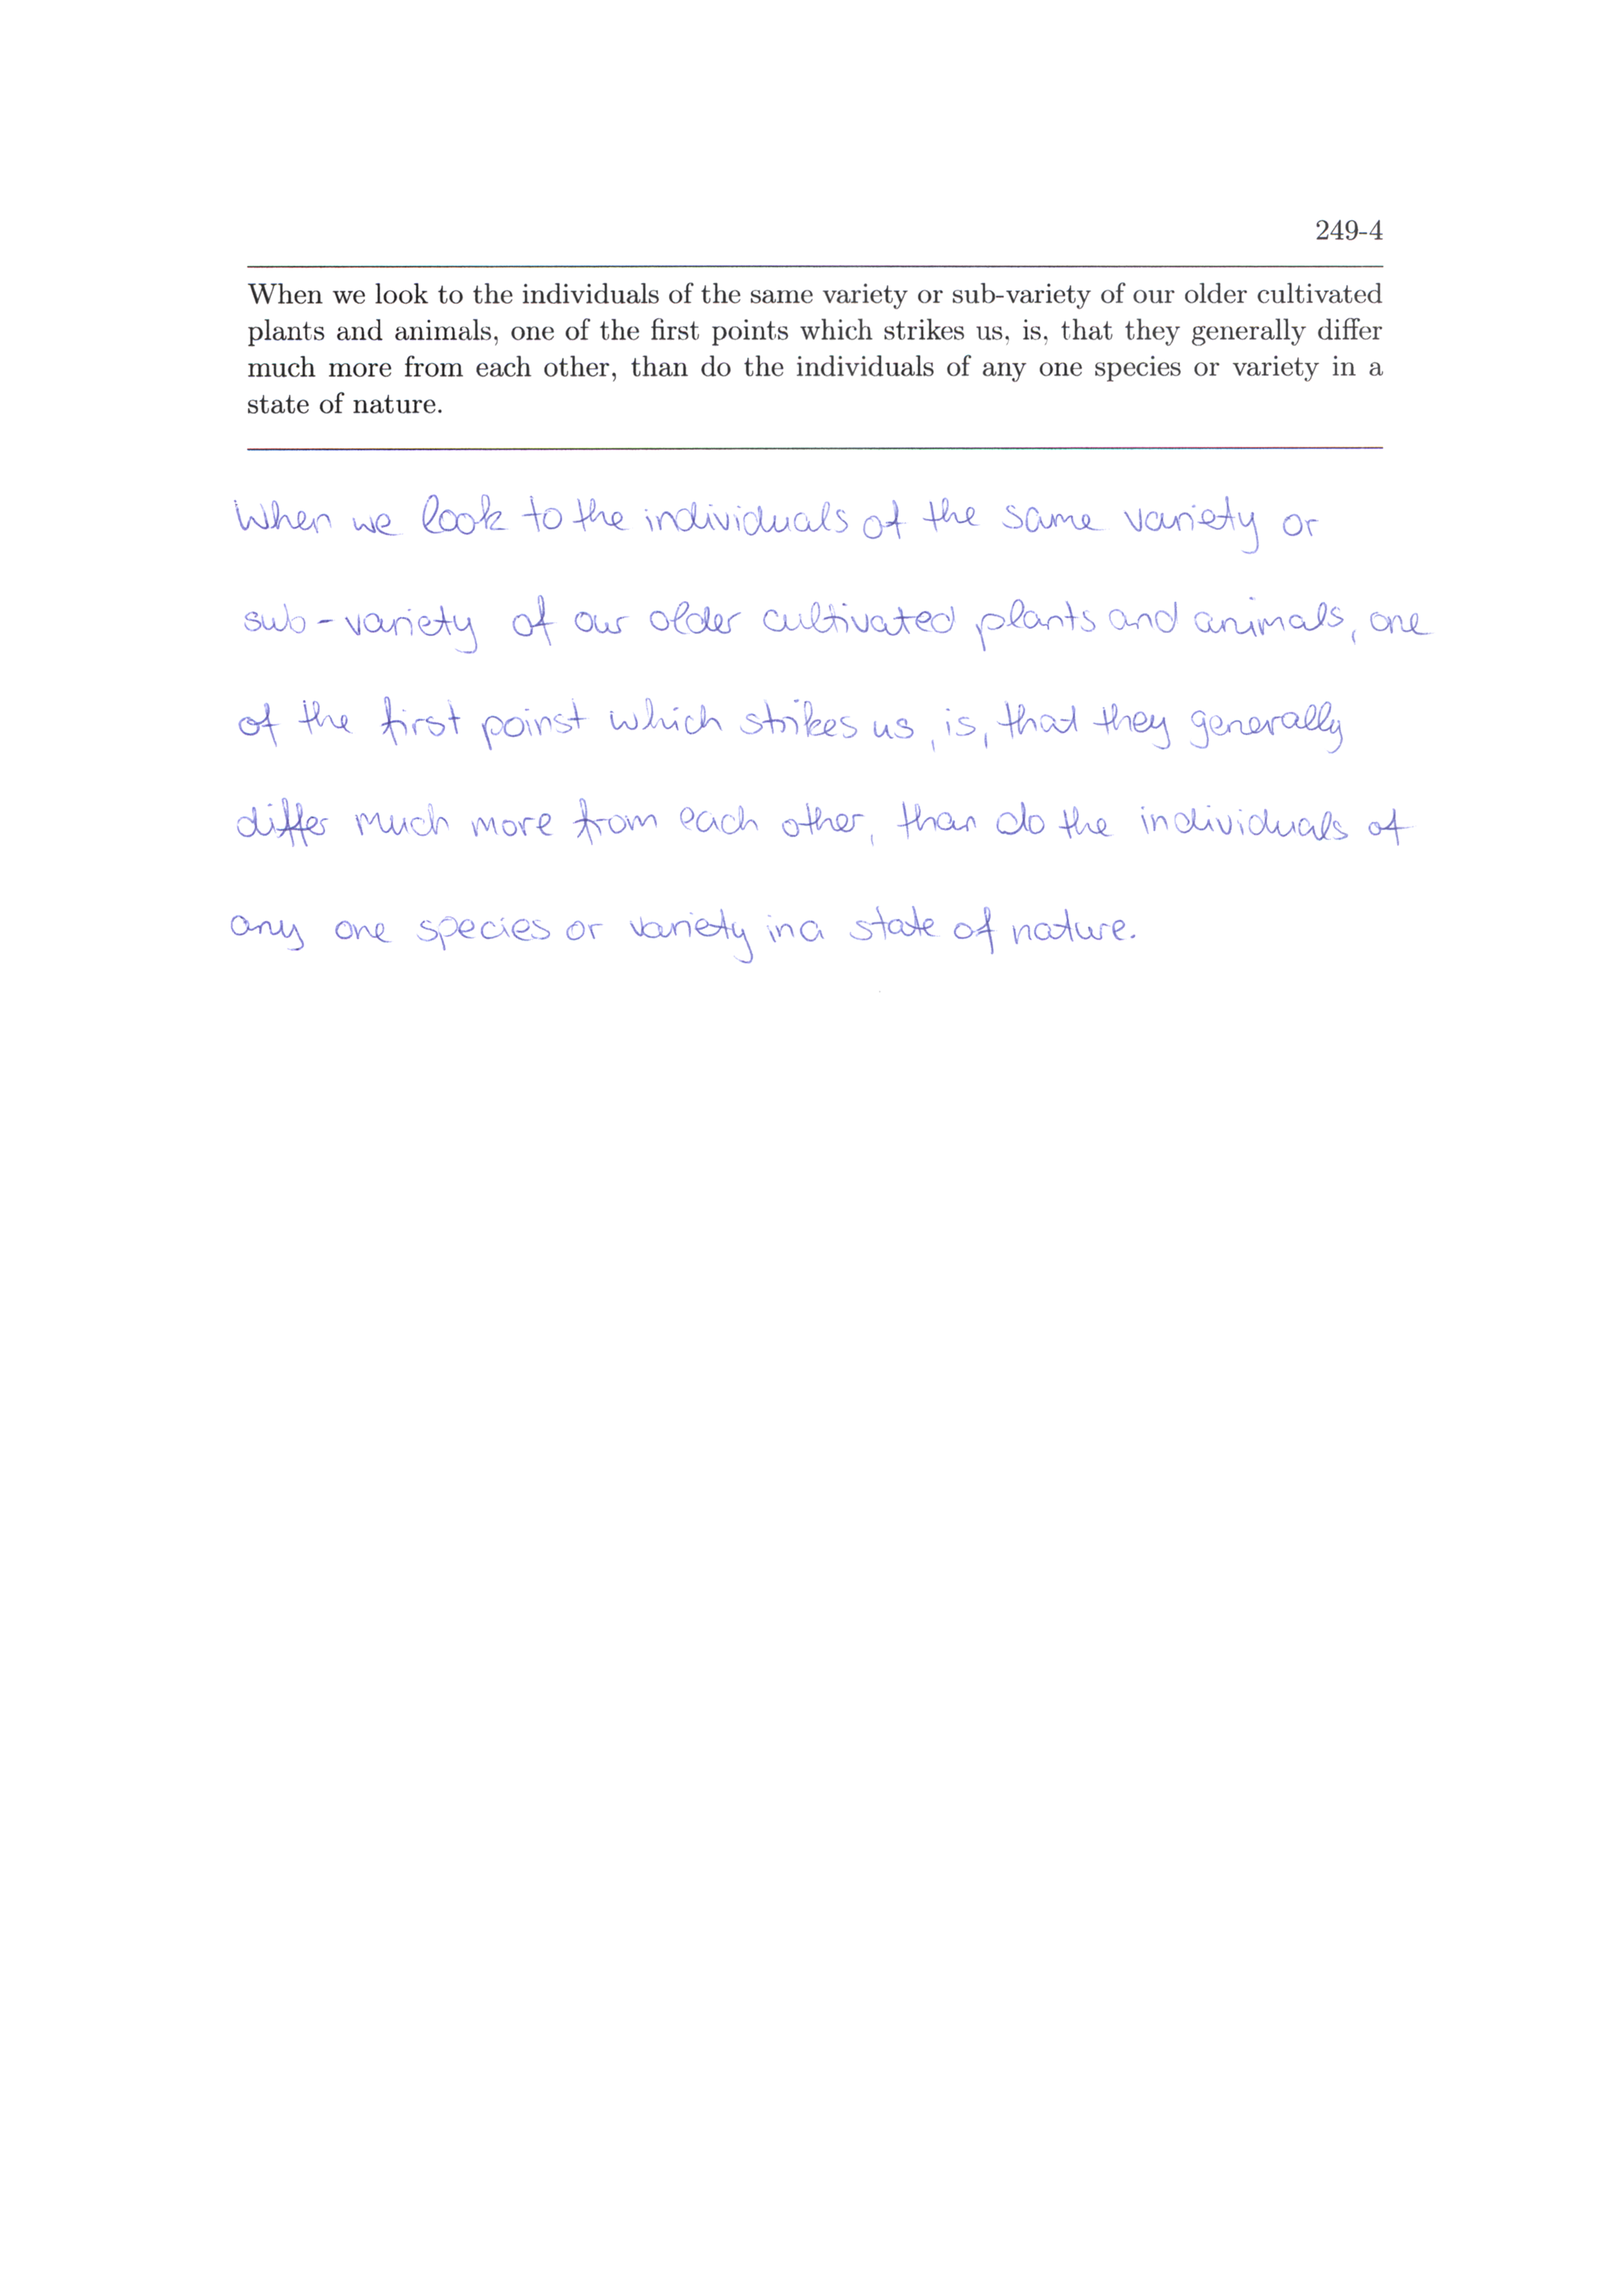 249-4
When we look to the individuals of the same variety or sub-variety of our older cultivated
plants and animals, one of the first points which strikes us, is, that they generally differ
much more from each other, than do the individuals of any one species or variety in a
state of nature.
When we look to the individuals of the same variety or
sub-variety of our older cultivated plants and animals, one
of the first poinst which strikes us, is, that they generally
differ much more from each other, than do the individuals of
any one species or variety in a state of nature.